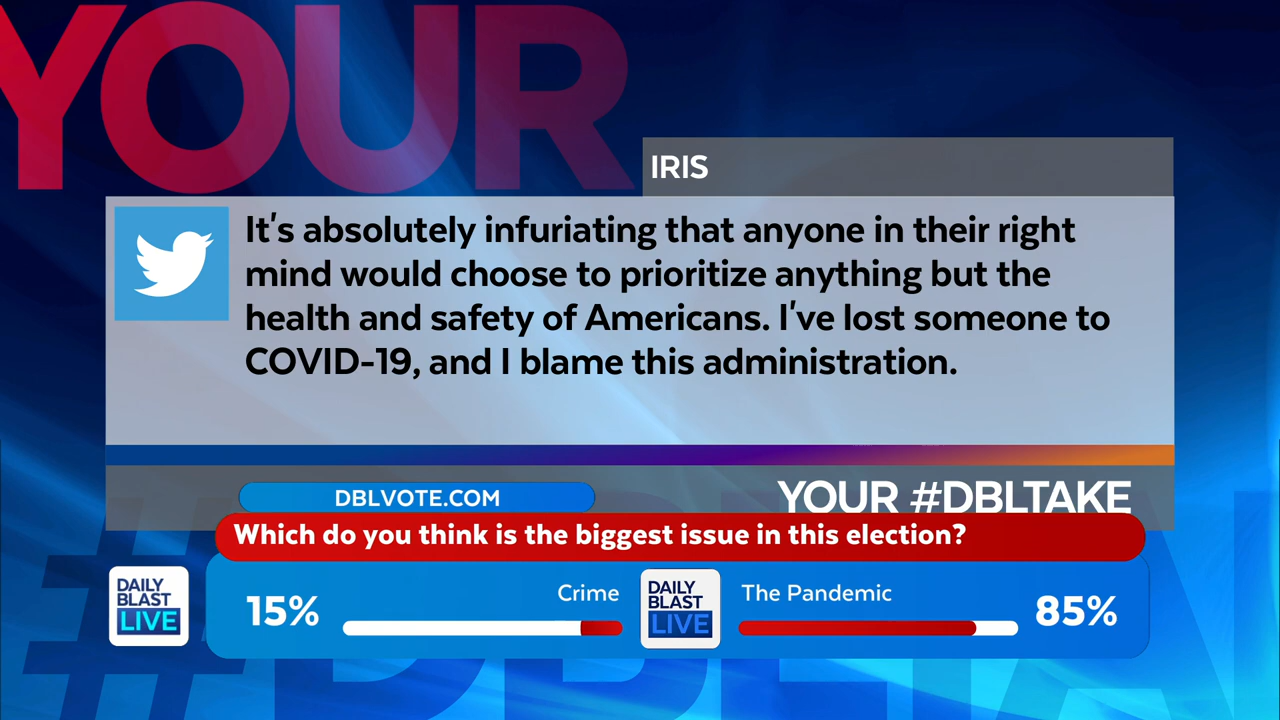 YOUR
IRIS
It's absolutely infuriating that anyone in their right
mind would choose to prioritize anything but the
health and safety of Americans. I've lost someone to
COVID-19, and I blame this administration.
DBLVOTE.COM
YOUR #DBLTAKE
Which do you think is the biggest issue in this election?
DAILY
BLAST
LIVE
15%
Crime
DAILY
BLAST
LIVE
The Pandemic
85%
#DBLTA